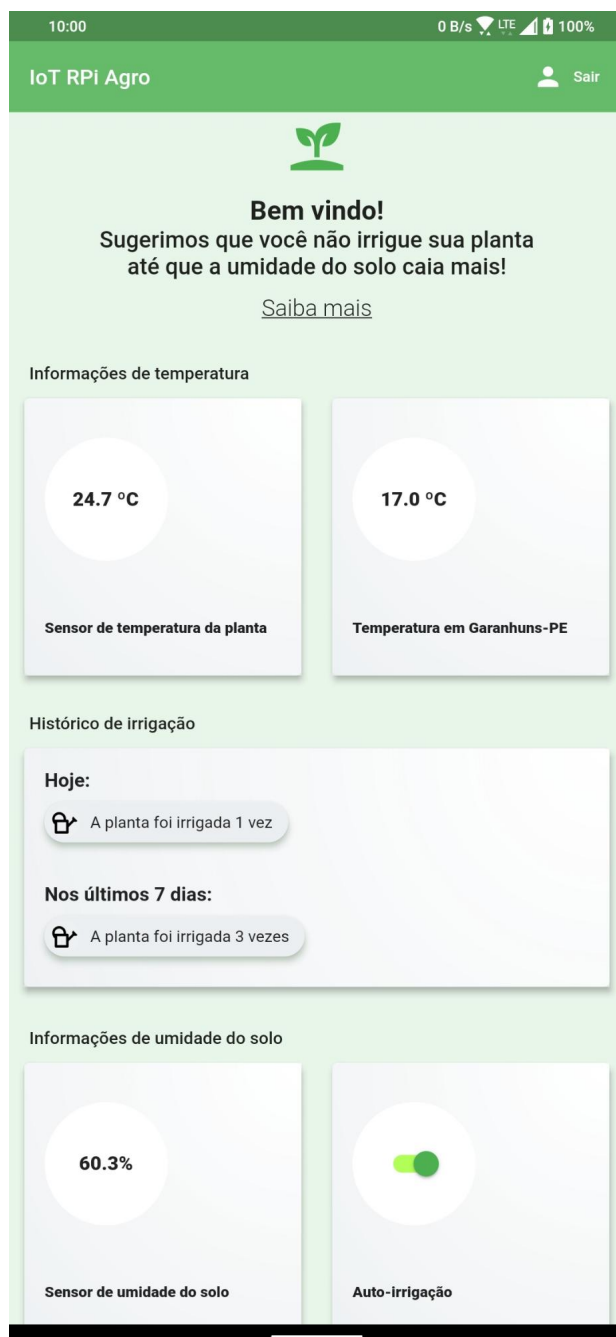 10:00
0 B/s LTE 100%
IoT RPi Agro
Sair
Bem vindo!
Sugerimos que você não irrigue sua planta
até que a umidade do solo caia mais!
Saiba mais
Informações de temperatura
24.7 ºC
Sensor de temperatura da planta
17.0 ºC
Temperatura em Garanhuns-PE
Histórico de irrigação
Hoje:
A planta foi irrigada 1 vez
Nos últimos 7 dias:
A planta foi irrigada 3 vezes
Informações de umidade do solo
60.3%
Sensor de umidade do solo
Auto-irrigação